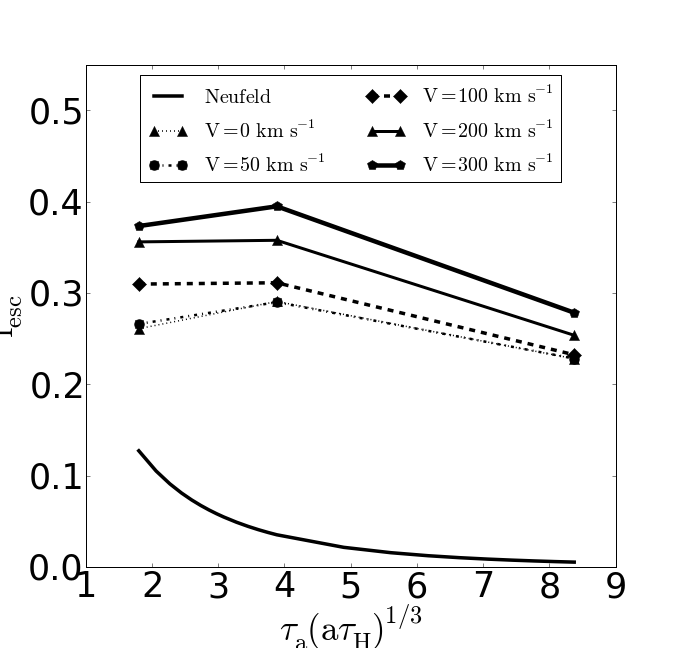 Neufeld
V=0 km s⁻¹
V=50 km s⁻¹
V=100 km s⁻¹
V=200 km s⁻¹
V=300 km s⁻¹
0.5
0.4
0.3
0.2
0.1
0.0
1 2 3 4 5 6 7 8 9
τ_a(aτ_H)^{1/3}